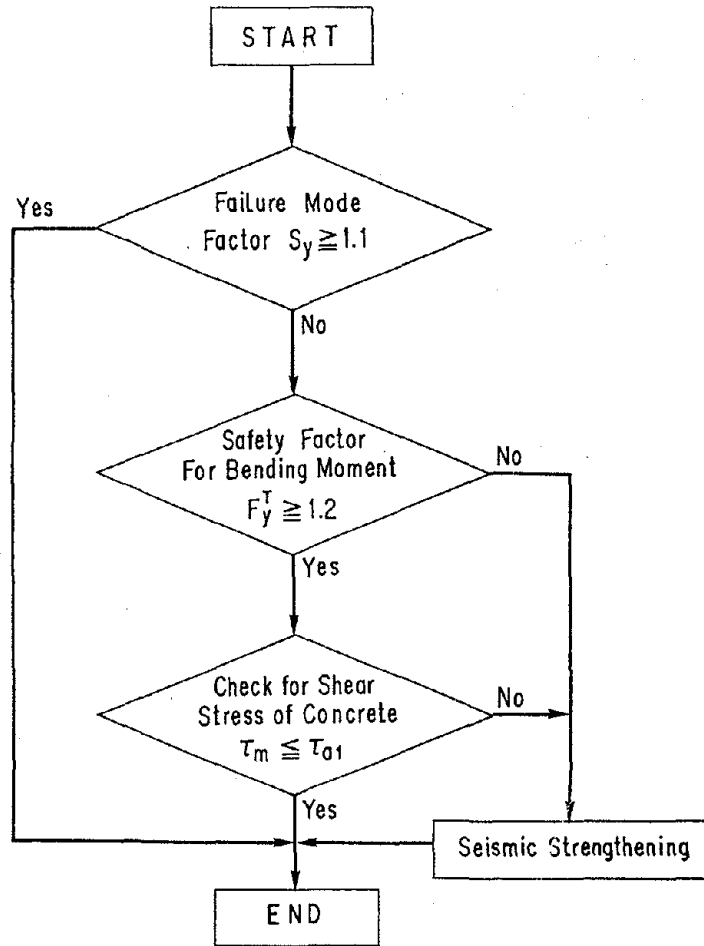 START
Failure Mode
Factor S_y ≧ 1.1
Yes
No
Safety Factor
For Bending Moment
F_y^T ≧ 1.2
No
Yes
Check for Shear
Stress of Concrete
τ_m ≦ τ_a1
No
Yes
Seismic Strengthening
END